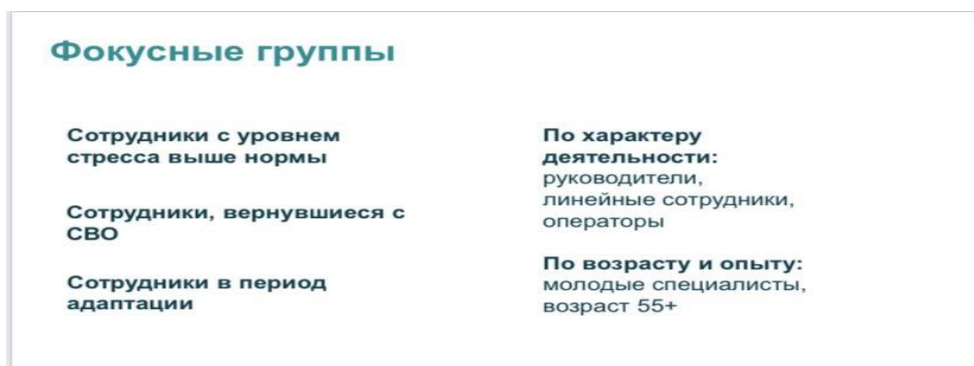 Фокусные группы
Сотрудники с уровнем
стресса выше нормы
Сотрудники, вернувшиеся с
СВО
Сотрудники в период
адаптации
По характеру
деятельности:
руководители,
линейные сотрудники,
операторы
По возрасту и опыту:
молодые специалисты,
возраст 55+